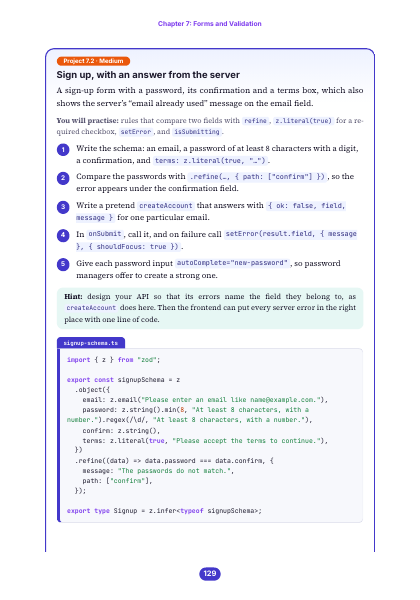 Chapter 7: Forms and Validation
Project 7.2 · Medium
Sign up, with an answer from the server
A sign-up form with a password, its confirmation and a terms box, which also
shows the server's “email already used” message on the email field.
You will practise: rules that compare two fields with refine, z.literal(true) for a re-
quired checkbox, setError, and isSubmitting.
1 Write the schema: an email, a password of at least 8 characters with a digit,
a confirmation, and terms: z.literal(true, "…").
2 Compare the passwords with .refine(…, { path: ["confirm"] }), so the
error appears under the confirmation field.
3 Write a pretend createAccount that answers with { ok: false, field,
message } for one particular email.
4 In onSubmit, call it, and on failure call setError(result.field, { message
}, { shouldFocus: true }).
5 Give each password input autoComplete="new-password", so password
managers offer to create a strong one.
Hint: design your API so that its errors name the field they belong to, as
createAccount does here. Then the frontend can put every server error in the right
place with one line of code.
signup-schema.ts
import { z } from "zod";
export const signupSchema = z
.object({
email: z.email("Please enter an email like name@example.com."),
password: z.string().min(8, "At least 8 characters, with a
number.").regex(/\d/, "At least 8 characters, with a number."),
confirm: z.string(),
terms: z.literal(true, "Please accept the terms to continue."),
})
.refine((data) => data.password === data.confirm, {
message: "The passwords do not match.",
path: ["confirm"],
});
export type Signup = z.infer<typeof signupSchema>;
129